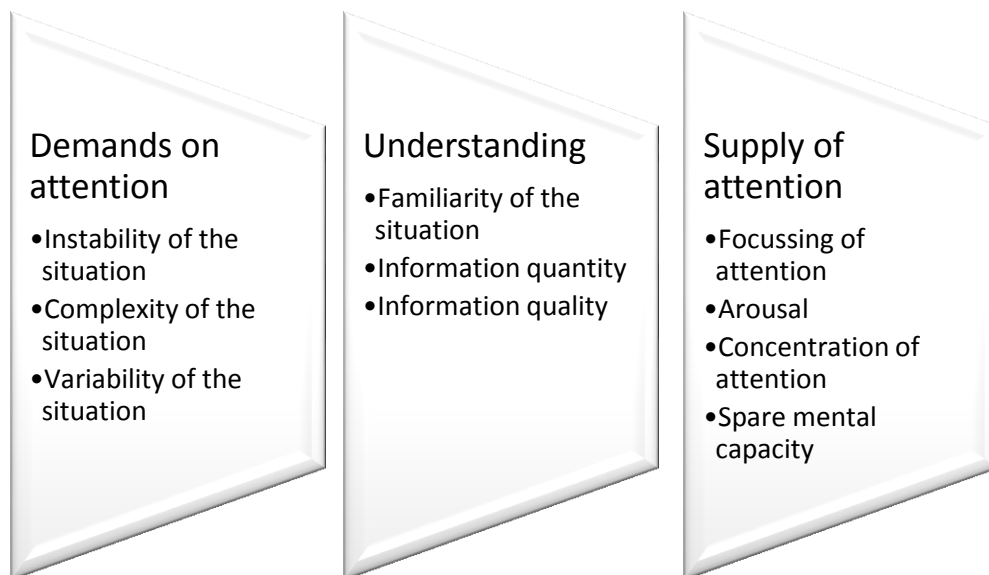 Demands on
attention
•Instability of the
situation
•Complexity of the
situation
•Variability of the
situation
Understanding
•Familiarity of the
situation
•Information quantity
•Information quality
Supply of
attention
•Focussing of
attention
•Arousal
•Concentration of
attention
•Spare mental
capacity